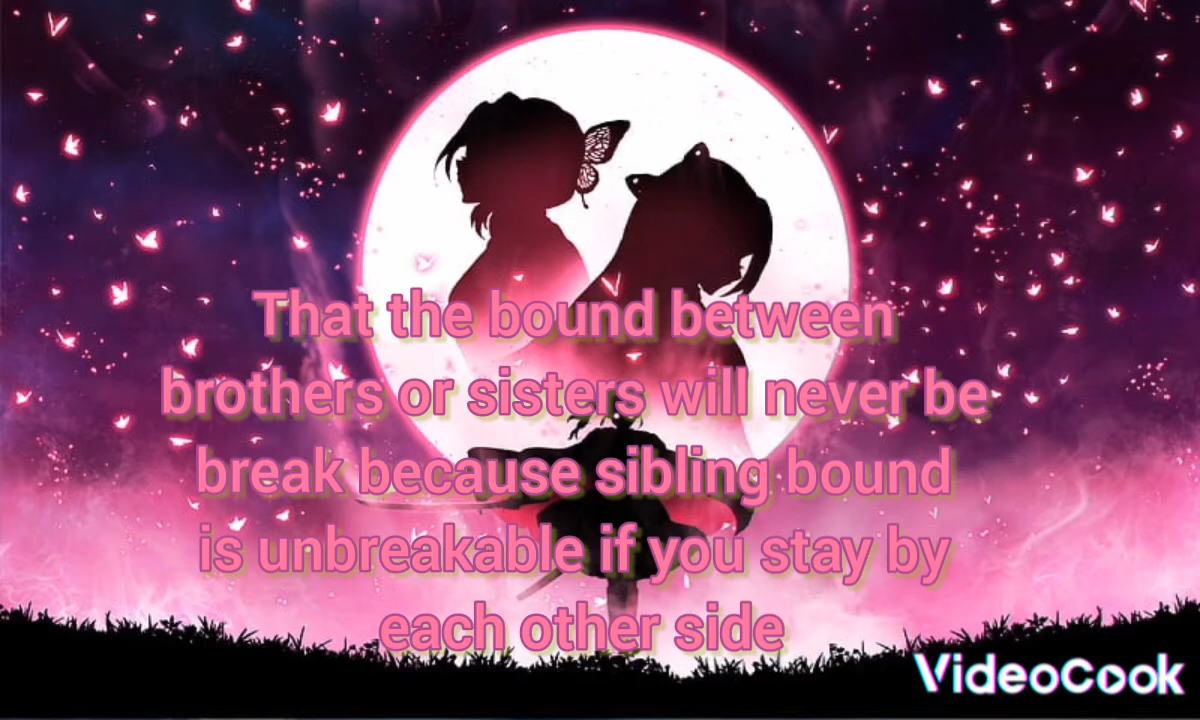 That the bound between
brothers or sisters will never be
break because sibling bound
is unbreakable if you stay by
each other side
VideoCook